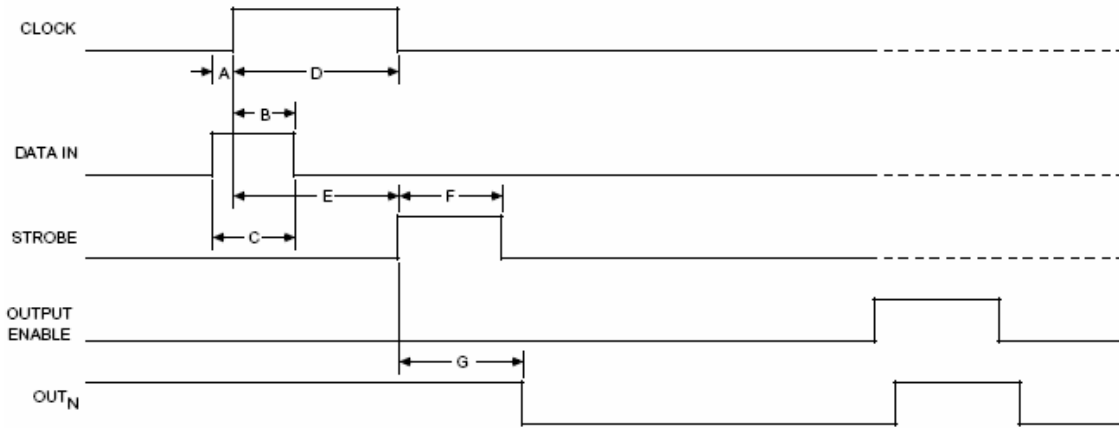 CLOCK
A D
B
DATA IN
E F
C
STROBE
OUTPUT
ENABLE
G
OUTN